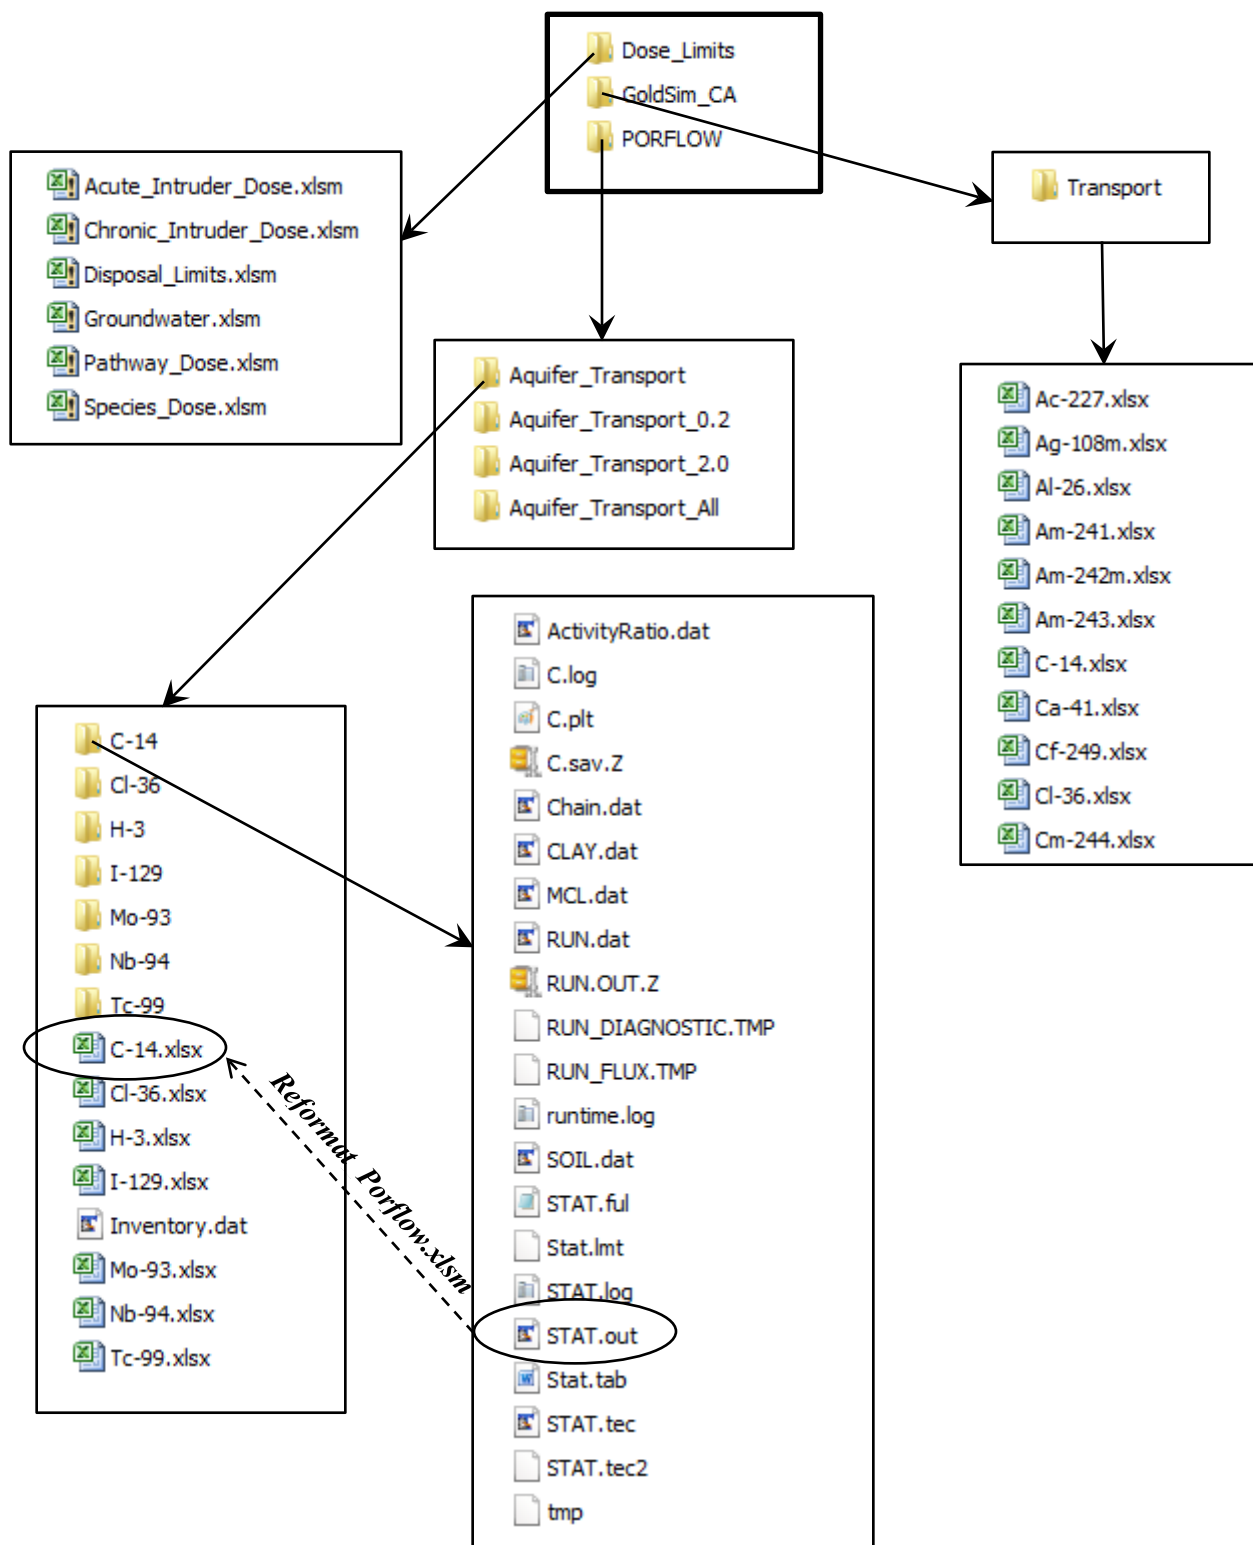 Dose_Limits
GoldSim_CA
PORFLOW
Acute_Intruder_Dose.xlsm
Chronic_Intruder_Dose.xlsm
Disposal_Limits.xlsm
Groundwater.xlsm
Pathway_Dose.xlsm
Species_Dose.xlsm
Transport
Aquifer_Transport
Aquifer_Transport_0.2
Aquifer_Transport_2.0
Aquifer_Transport_All
Ac-227.xlsx
Ag-108m.xlsx
Al-26.xlsx
Am-241.xlsx
Am-242m.xlsx
Am-243.xlsx
C-14.xlsx
Ca-41.xlsx
Cf-249.xlsx
Cl-36.xlsx
Cm-244.xlsx
C-14
Cl-36
H-3
I-129
Mo-93
Nb-94
Tc-99
C-14.xlsx
Cl-36.xlsx
H-3.xlsx
I-129.xlsx
Inventory.dat
Mo-93.xlsx
Nb-94.xlsx
Tc-99.xlsx
Reformat Porflow.xlsm
ActivityRatio.dat
C.log
C.plt
C.sav.Z
Chain.dat
CLAY.dat
MCL.dat
RUN.dat
RUN.OUT.Z
RUN_DIAGNOSTIC.TMP
RUN_FLUX.TMP
runtime.log
SOIL.dat
STAT.ful
Stat.lmt
STAT.log
STAT.out
Stat.tab
STAT.tec
STAT.tec2
tmp